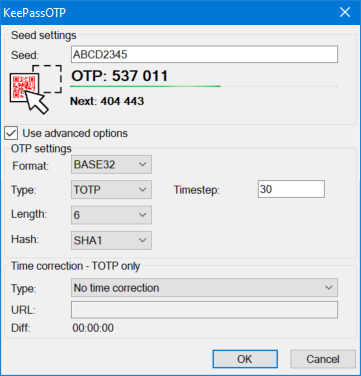 KeePassOTP
Seed settings
Seed: ABCD2345
OTP: 537 011
Next: 404 443
Use advanced options
OTP settings
Format: BASE32
Type: TOTP Timestep: 30
Length: 6
Hash: SHA1
Time correction - TOTP only
Type: No time correction
URL:
Diff: 00:00:00
OK Cancel